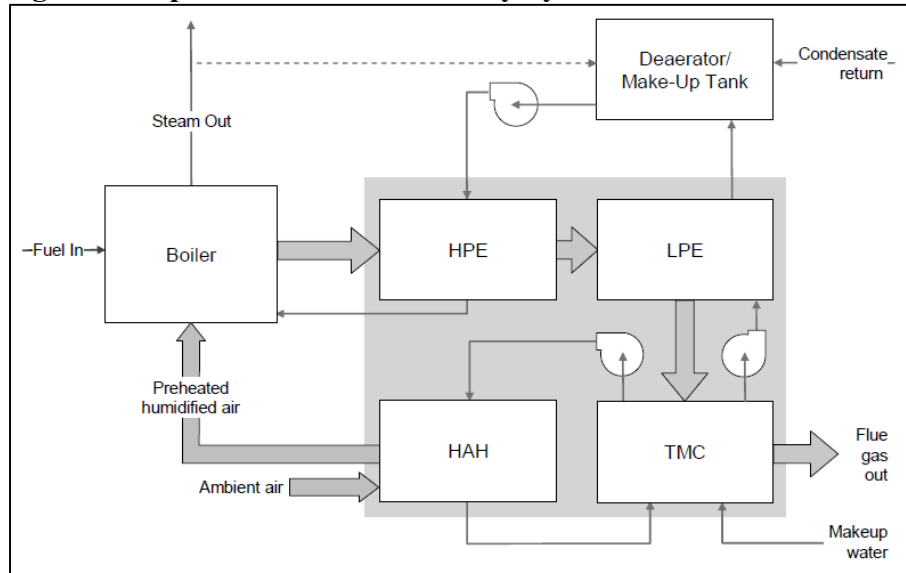 Deaerator/
Make-Up Tank
Condensate
return
Steam Out
Fuel In
Boiler
HPE
LPE
Preheated
humidified air
HAH
TMC
Flue
gas
out
Ambient air
Makeup
water